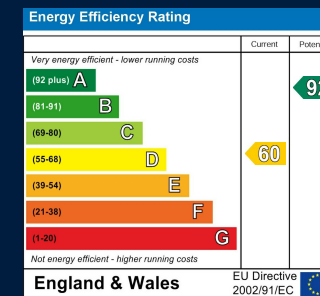 Energy Efficiency Rating
Current Poten
Very energy efficient - lower running costs
(92 plus) A
(81-91) B
(69-80) C
(55-68) D
(39-54) E
(21-38) F
(1-20) G
Not energy efficient - higher running costs
60
92
England & Wales
EU Directive
2002/91/EC